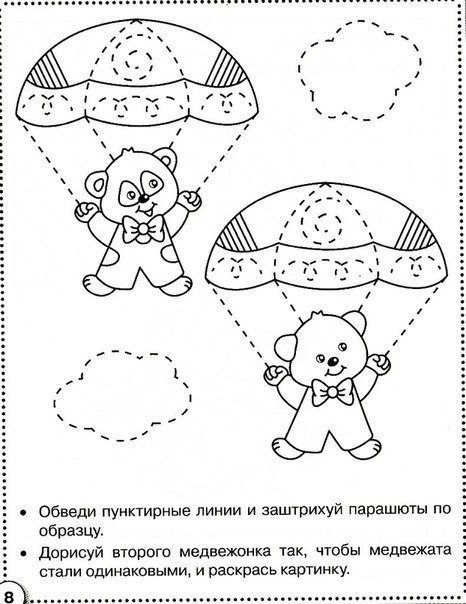 • Обведи пунктирные линии и заштрихуй парашюты по
образцу.
• Дорисуй второго медвежонка так, чтобы медвежата
стали одинаковыми, и раскрась картинку.
8